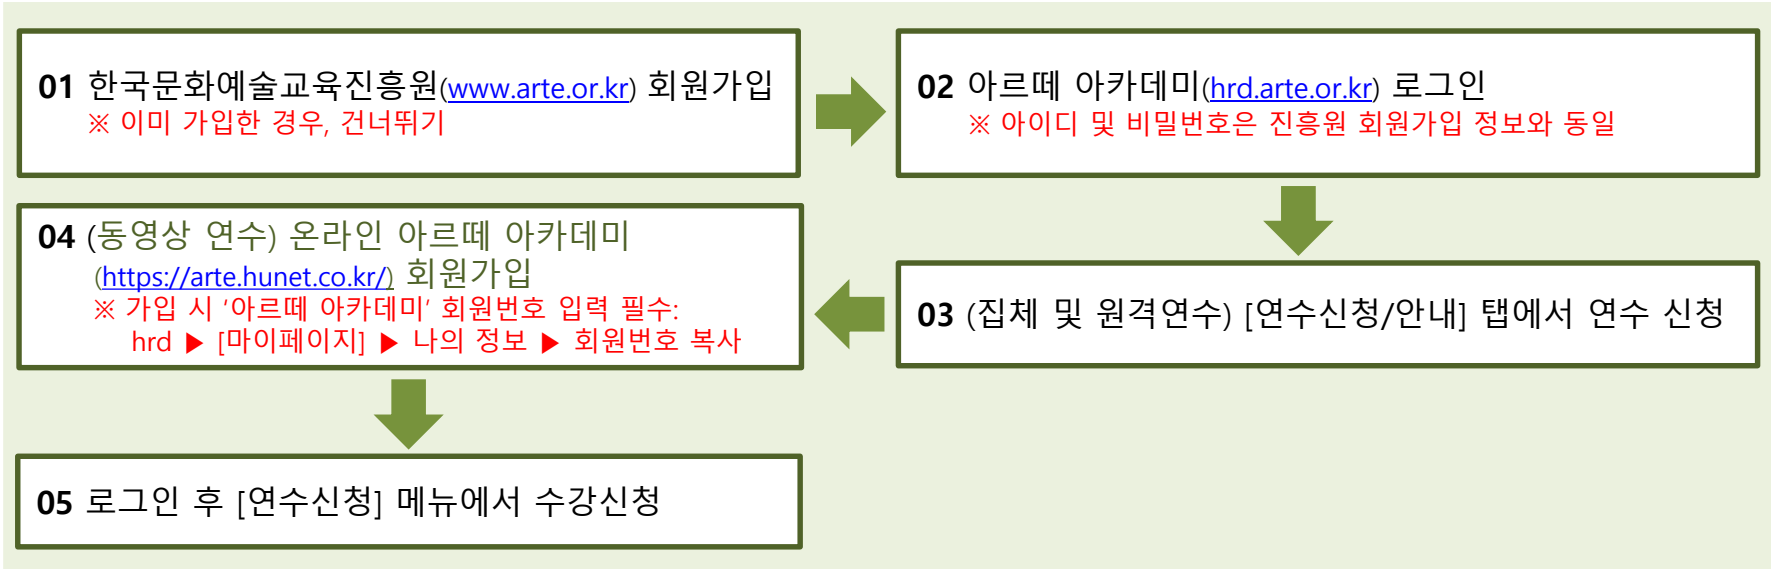 01 한국문화예술교육진흥원(www.arte.or.kr) 회원가입
※ 이미 가입한 경우, 건너뛰기
02 아르떼 아카데미(hrd.arte.or.kr) 로그인
※ 아이디 및 비밀번호은 진흥원 회원가입 정보와 동일
03 (집체 및 원격연수) [연수신청/안내] 탭에서 연수 신청
04 (동영상 연수) 온라인 아르떼 아카데미
(https://arte.hunet.co.kr/) 회원가입
※ 가입 시 ‘아르떼 아카데미’ 회원번호 입력 필수:
hrd ▶ [마이페이지] ▶ 나의 정보 ▶ 회원번호 복사
05 로그인 후 [연수신청] 메뉴에서 수강신청